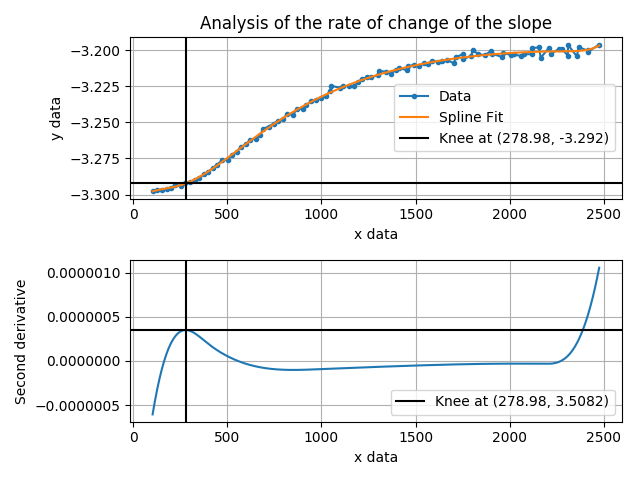 Analysis of the rate of change of the slope
y data
−3.200
−3.225
−3.250
−3.275
−3.300
Data
Spline Fit
Knee at (278.98, -3.292)
0 500 1000 1500 2000 2500
x data
Second derivative
0.0000010
0.0000005
0.0000000
−0.0000005
Knee at (278.98, 3.5082)
0 500 1000 1500 2000 2500
x data